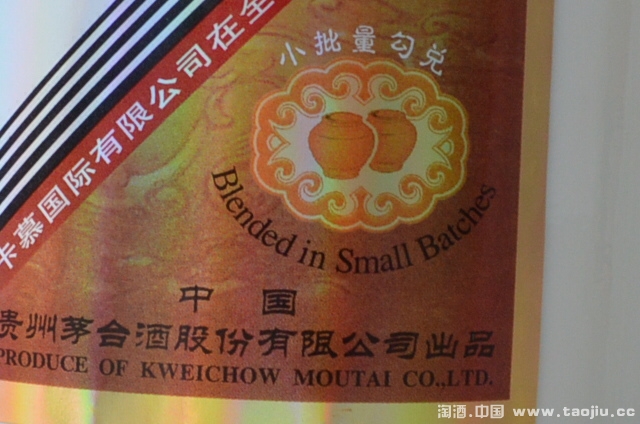 卡慕国际有限公司在全
小批量勾兑
Blended in Small Batches
中国
贵州茅台酒股份有限公司出品
PRODUCE OF KWEICHOW MOUTAI CO.,LTD.
淘酒.中国 www.taojiu.cc